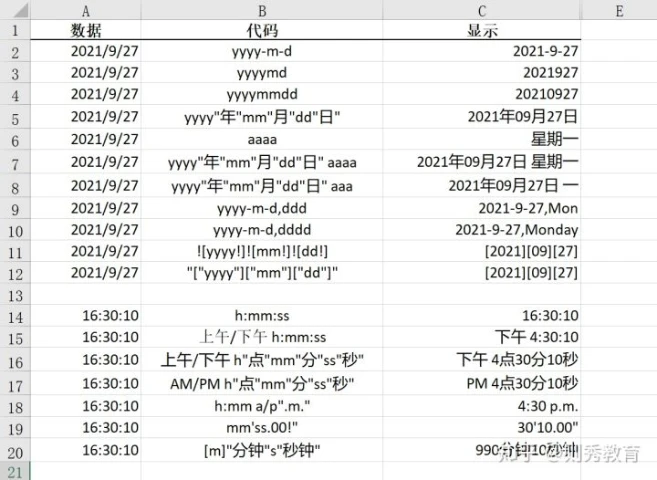 A B C E
1 数据 代码 显示
2 2021/9/27 yyyy-m-d 2021-9-27
3 2021/9/27 yyyymd 2021927
4 2021/9/27 yyyymmdd 20210927
5 2021/9/27 yyyy"年"mm"月"dd"日" 2021年09月27日
6 2021/9/27 aaaa 星期一
7 2021/9/27 yyyy"年"mm"月"dd"日" aaaa 2021年09月27日 星期一
8 2021/9/27 yyyy"年"mm"月"dd"日" aaa 2021年09月27日 一
9 2021/9/27 yyyy-m-d,ddd 2021-9-27,Mon
10 2021/9/27 yyyy-m-d,dddd 2021-9-27,Monday
11 2021/9/27 ![yyyy!]![mm!]![dd!] [2021][09][27]
12 2021/9/27 "["yyyy"]["mm"]["dd"]" [2021][09][27]
13
14 16:30:10 h:mm:ss 16:30:10
15 16:30:10 上午/下午 h:mm:ss 下午 4:30:10
16 16:30:10 上午/下午 h"点"mm"分"ss"秒" 下午 4点30分10秒
17 16:30:10 AM/PM h"点"mm"分"ss"秒" PM 4点30分10秒
18 16:30:10 h:mm a/p".m." 4:30 p.m.
19 16:30:10 mm'ss.00!" 30'10.00"
20 16:30:10 [m]"分钟"s"秒钟" 990分钟10秒钟
21
知乎 @刘秀教育